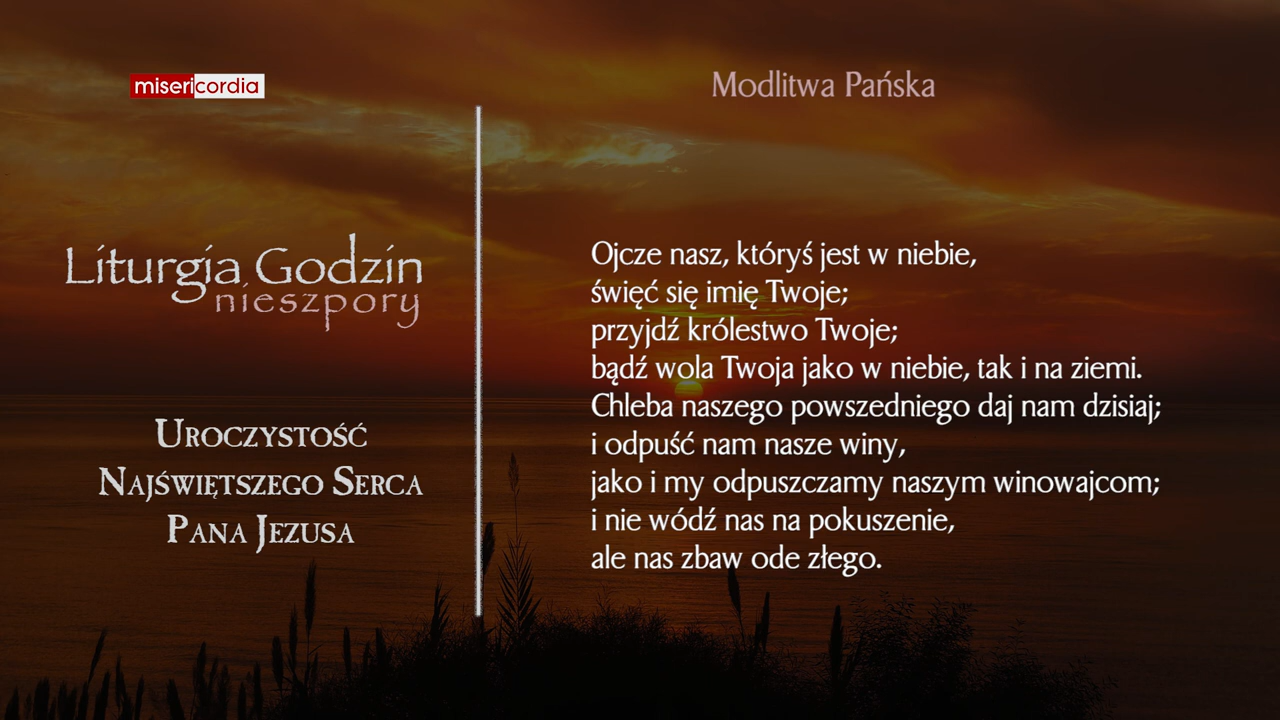 misericordia
Liturgia Godzin
nieszpory
Uroczystość
Najświętszego Serca
Pana Jezusa
Modlitwa Pańska
Ojcze nasz, któryś jest w niebie,
święć się imię Twoje;
przyjdź królestwo Twoje;
bądź wola Twoja jako w niebie, tak i na ziemi.
Chleba naszego powszedniego daj nam dzisiaj;
i odpuść nam nasze winy,
jako i my odpuszczamy naszym winowajcom;
i nie wódź nas na pokuszenie,
ale nas zbaw ode złego.